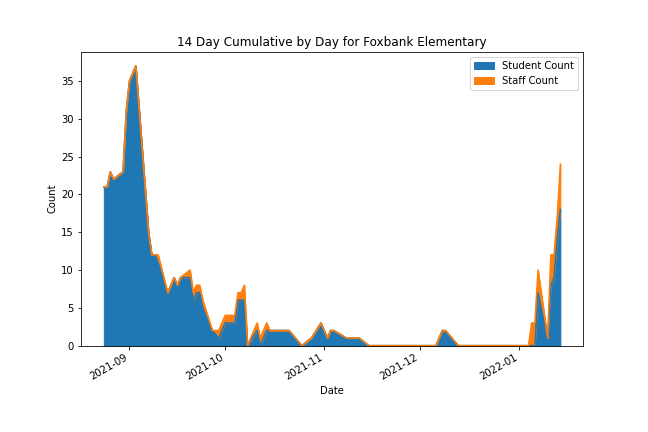 14 Day Cumulative by Day for Foxbank Elementary
Student Count
Staff Count
35
30
25
20
15
10
5
0
Count
2021-09
2021-10
2021-11
2021-12
2022-01
Date